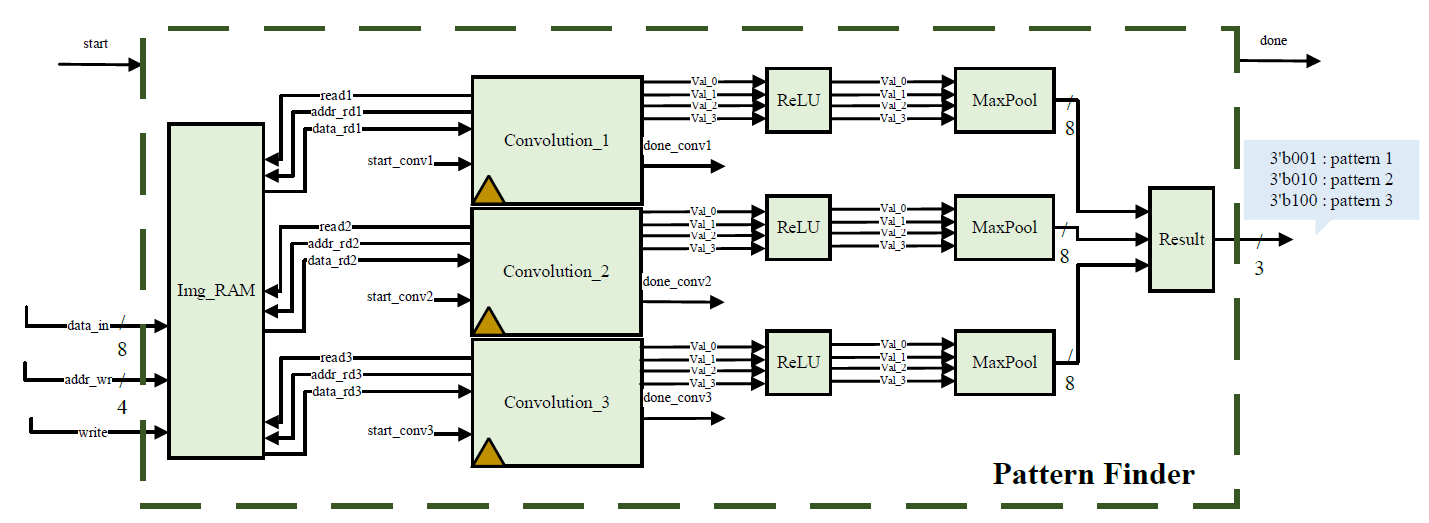 start
done
read1
addr_rd1
data_rd1
start_conv1
Convolution_1
Val_0
Val_1
Val_2
Val_3
done_conv1
ReLU
Val_0
Val_1
Val_2
Val_3
MaxPool
/
8
read2
addr_rd2
data_rd2
start_conv2
Convolution_2
Val_0
Val_1
Val_2
Val_3
done_conv2
ReLU
Val_0
Val_1
Val_2
Val_3
MaxPool
/
8
read3
addr_rd3
data_rd3
start_conv3
Convolution_3
Val_0
Val_1
Val_2
Val_3
done_conv3
ReLU
Val_0
Val_1
Val_2
Val_3
MaxPool
/
8
Img_RAM
data_in /
8
addr_wr /
4
write
Result
/
3
3'b001 : pattern 1
3'b010 : pattern 2
3'b100 : pattern 3
Pattern Finder